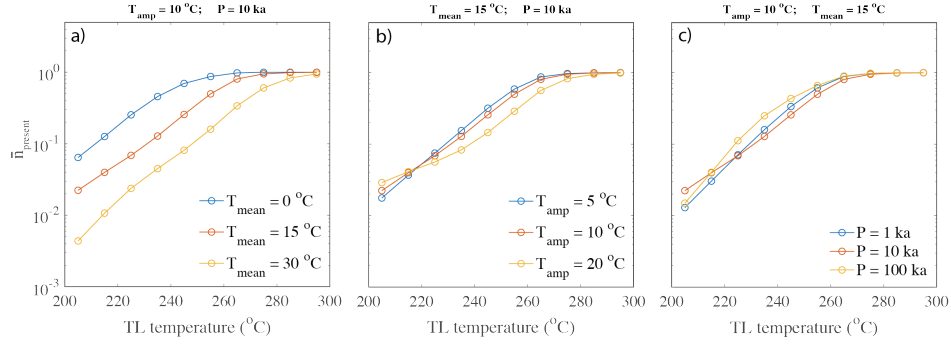 T_amp = 10 °C; P = 10 ka
T_mean = 15 °C; P = 10 ka
T_amp = 10 °C; T_mean = 15 °C
a)
b)
c)
n̄_present
10^0
10^-1
10^-2
10^-3
T_mean = 0 °C
T_mean = 15 °C
T_mean = 30 °C
T_amp = 5 °C
T_amp = 10 °C
T_amp = 20 °C
P = 1 ka
P = 10 ka
P = 100 ka
200 220 240 260 280 300
200 220 240 260 280 300
200 220 240 260 280 300
TL temperature (°C)
TL temperature (°C)
TL temperature (°C)